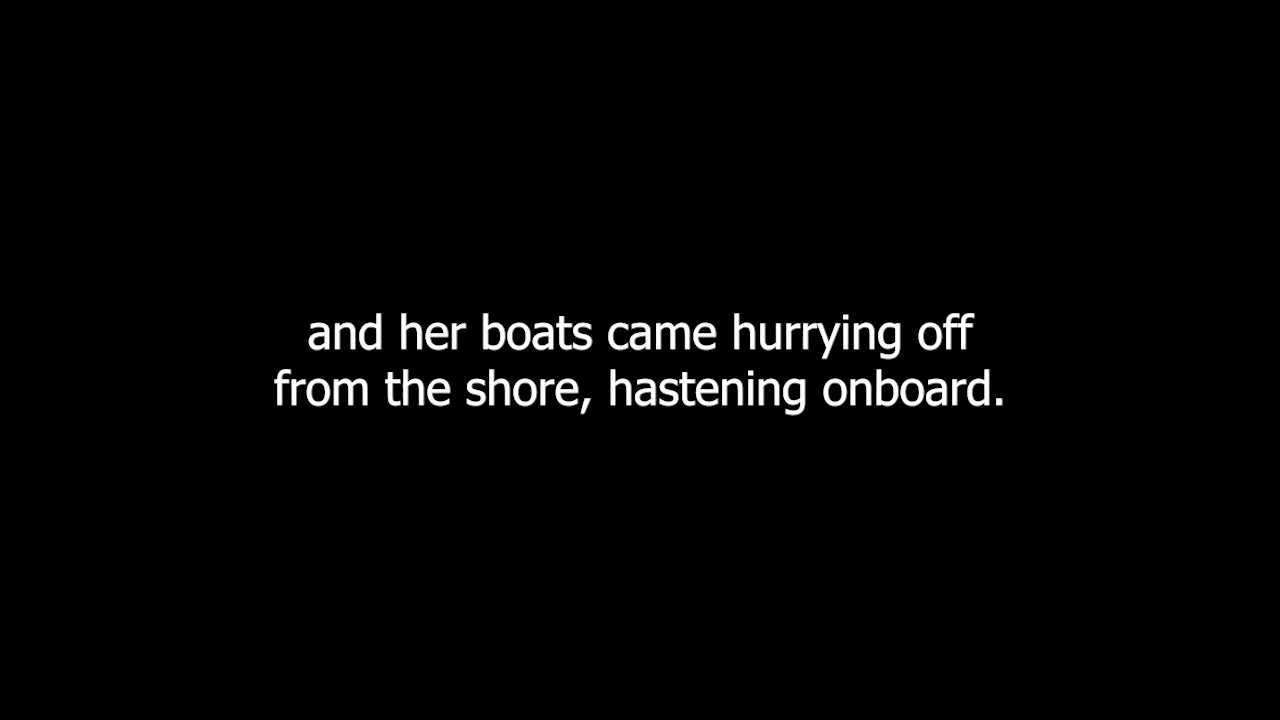 and her boats came hurrying off
from the shore, hastening onboard.